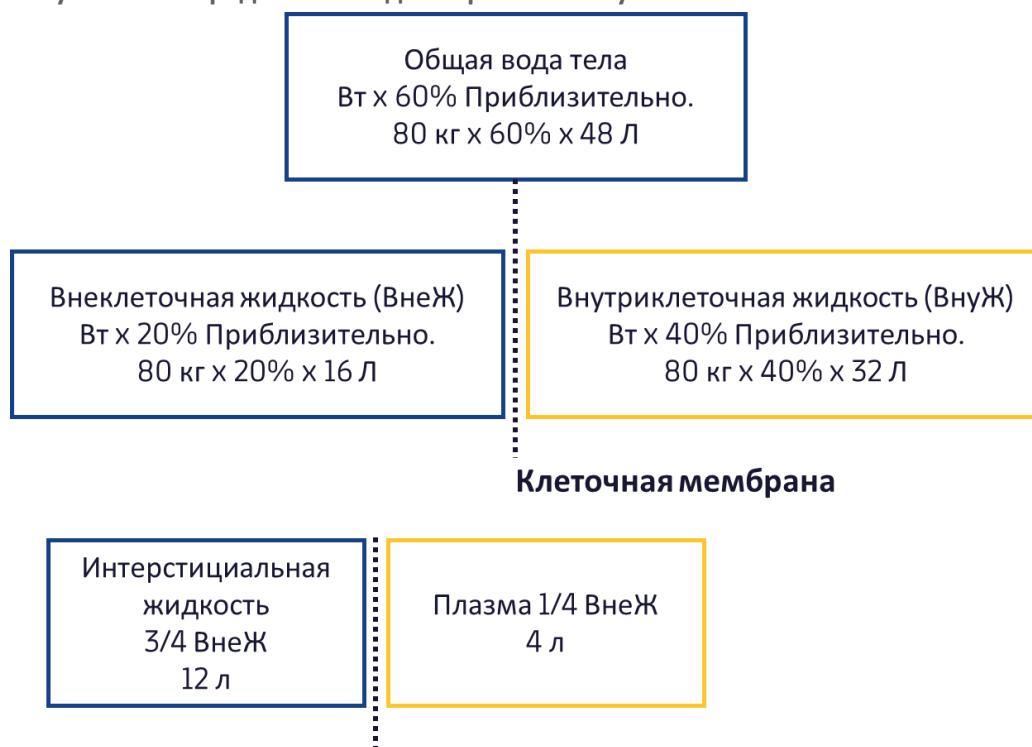 Общая вода тела
Вт x 60% Приблизительно.
80 кг x 60% x 48 Л
Внеклеточная жидкость (ВнеЖ)
Вт x 20% Приблизительно.
80 кг x 20% x 16 Л
Внутриклеточная жидкость (ВнуЖ)
Вт x 40% Приблизительно.
80 кг x 40% x 32 Л
Клеточная мембрана
Интерстициальная
жидкость
3/4 ВнеЖ
12 л
Плазма 1/4 ВнеЖ
4 л